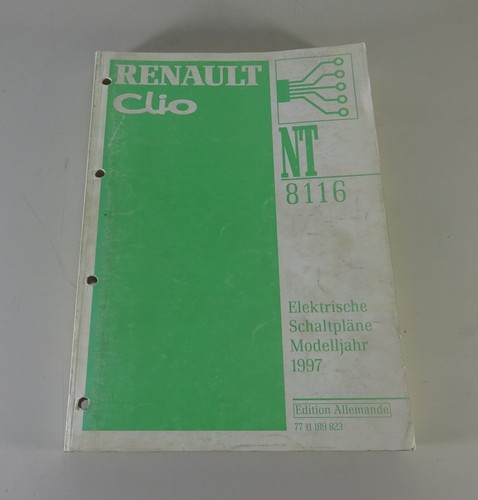 RENAULT
Clio
NT
8116
Elektrische
Schaltpläne
Modelljahr
1997
Edition Allemande
77 11 189 823